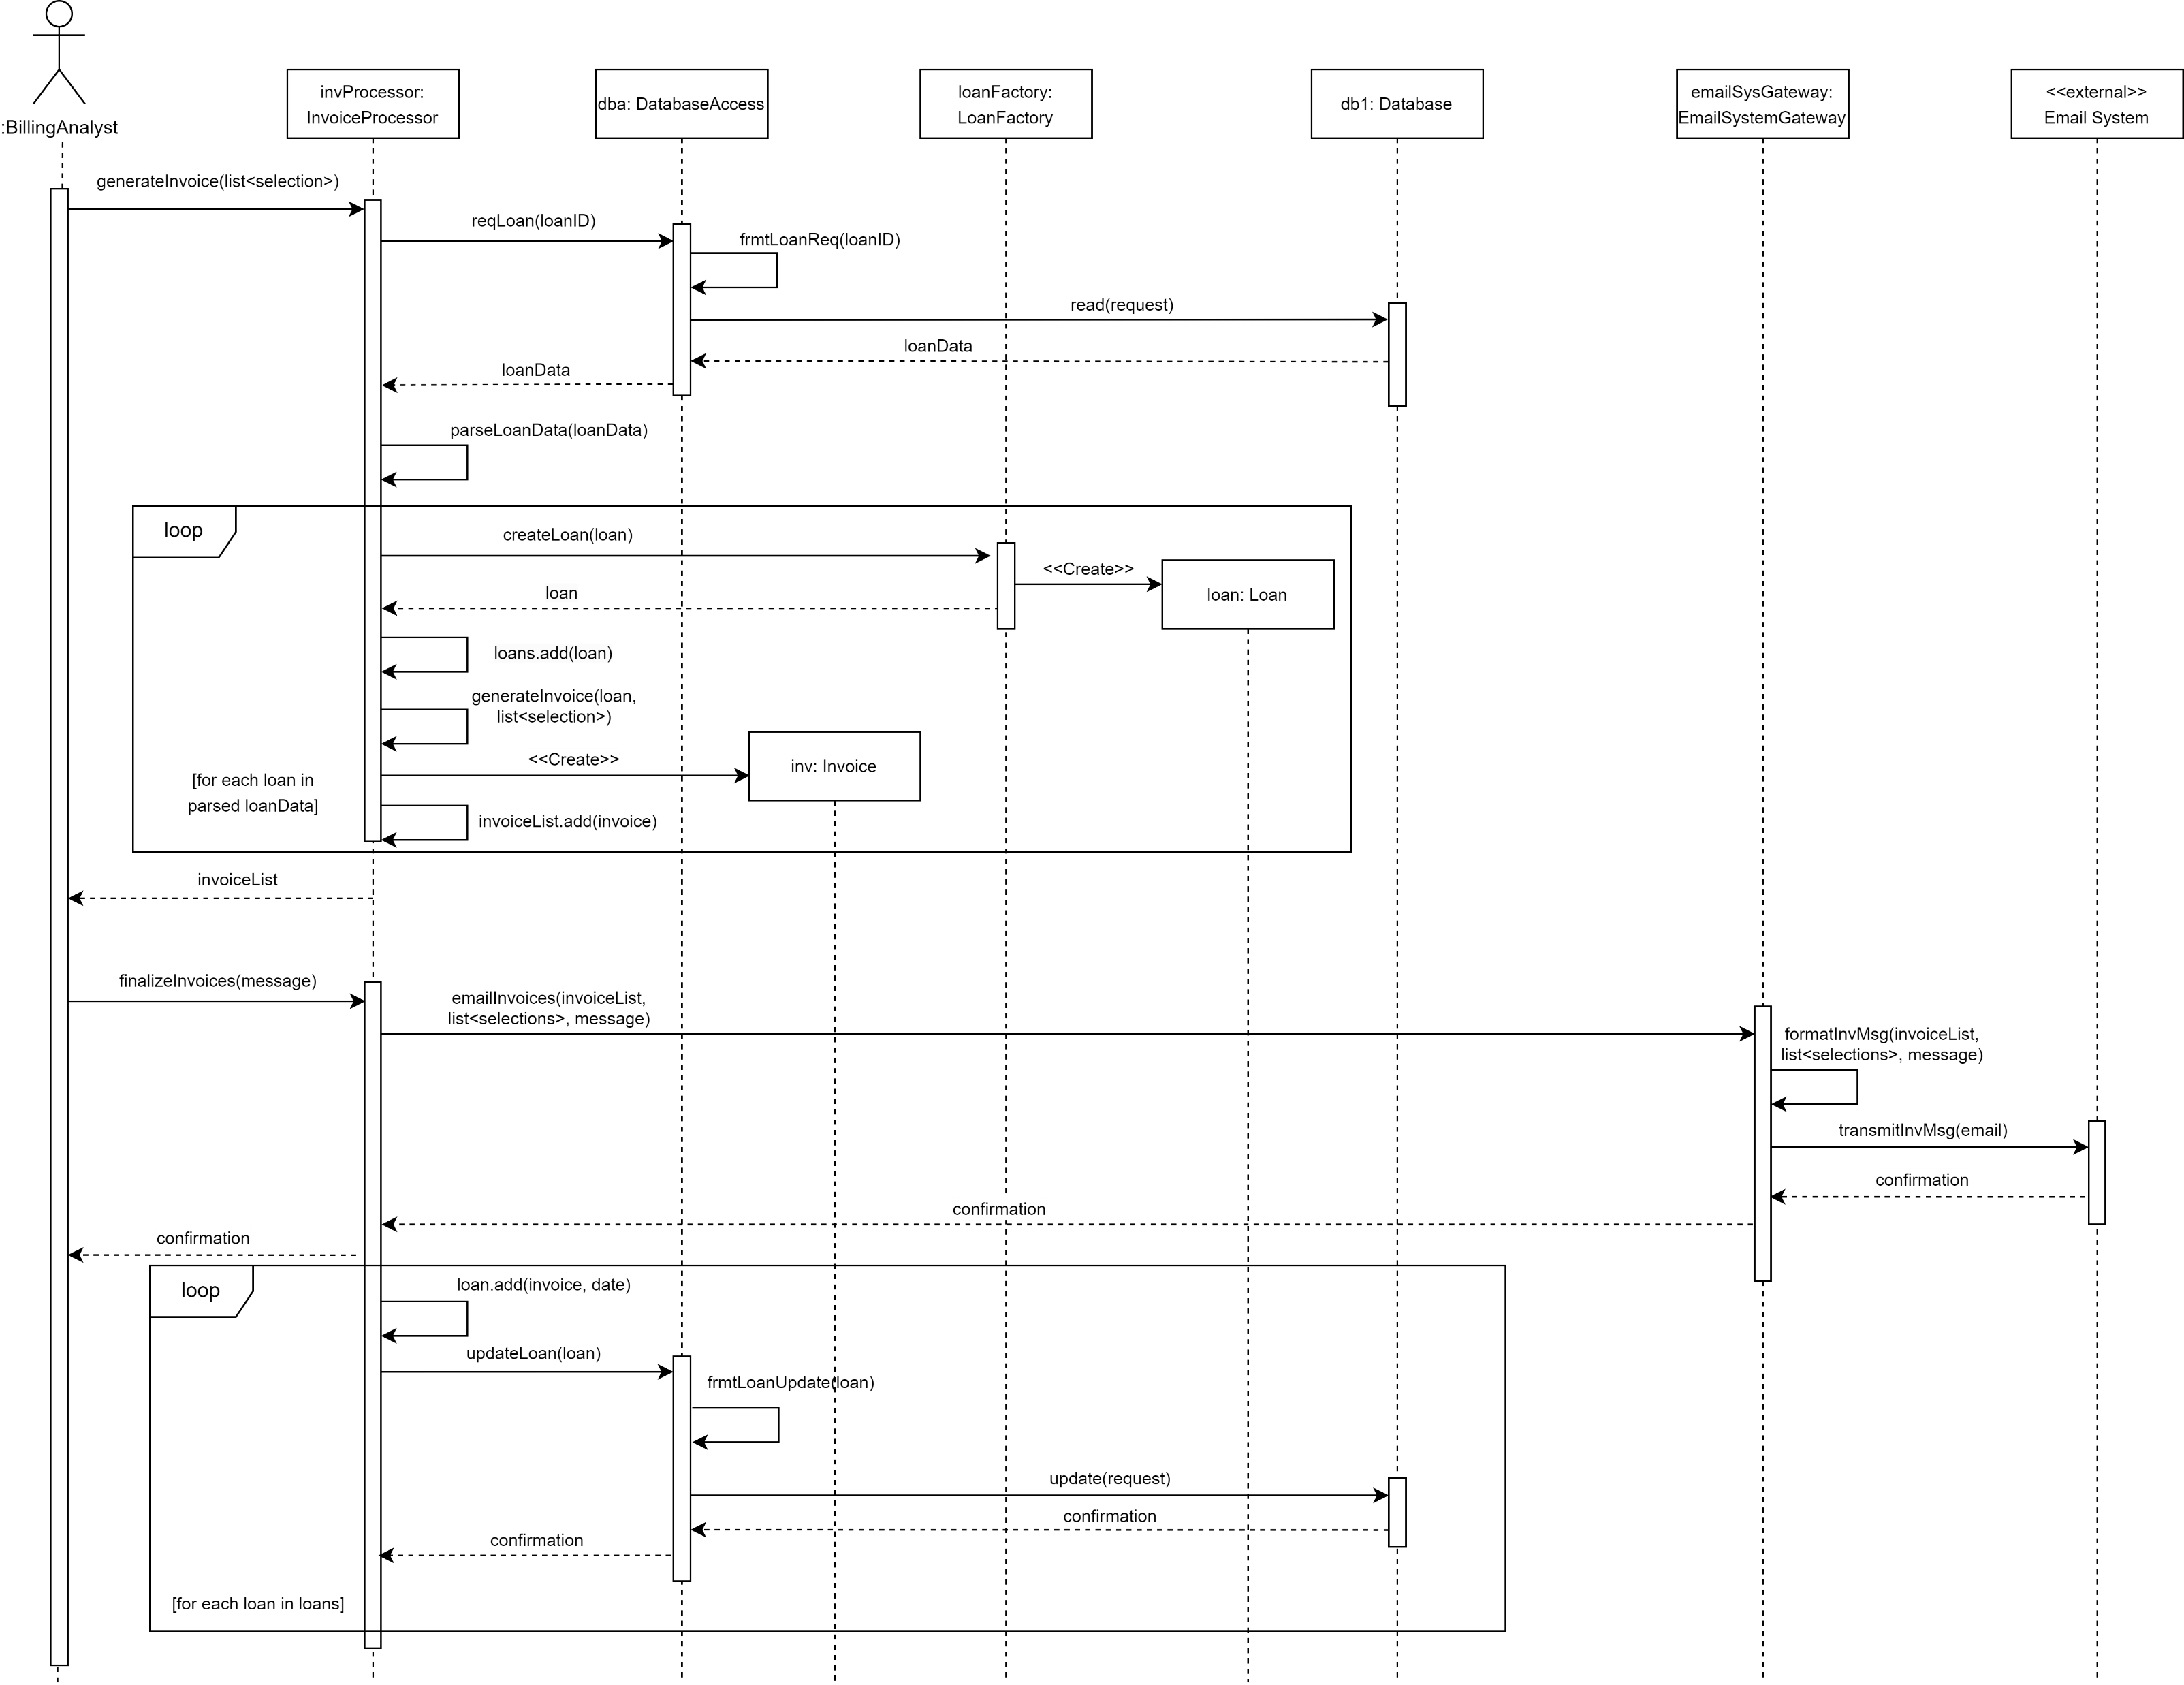 :BillingAnalyst
invProcessor:
InvoiceProcessor
dba: DatabaseAccess
loanFactory:
LoanFactory
db1: Database
emailSysGateway:
EmailSystemGateway
<<external>>
Email System
generateInvoice(list<selection>)
reqLoan(loanID)
frmtLoanReq(loanID)
read(request)
loanData
loanData
parseLoanData(loanData)
loop
createLoan(loan)
<<Create>>
loan: Loan
loan
loans.add(loan)
generateInvoice(loan,
list<selection>)
<<Create>>
inv: Invoice
[for each loan in
parsed loanData]
invoiceList.add(invoice)
invoiceList
finalizeInvoices(message)
emailInvoices(invoiceList,
list<selections>, message)
formatInvMsg(invoiceList,
list<selections>, message)
transmitInvMsg(email)
confirmation
confirmation
confirmation
loop
loan.add(invoice, date)
updateLoan(loan)
frmtLoanUpdate(loan)
update(request)
confirmation
confirmation
[for each loan in loans]